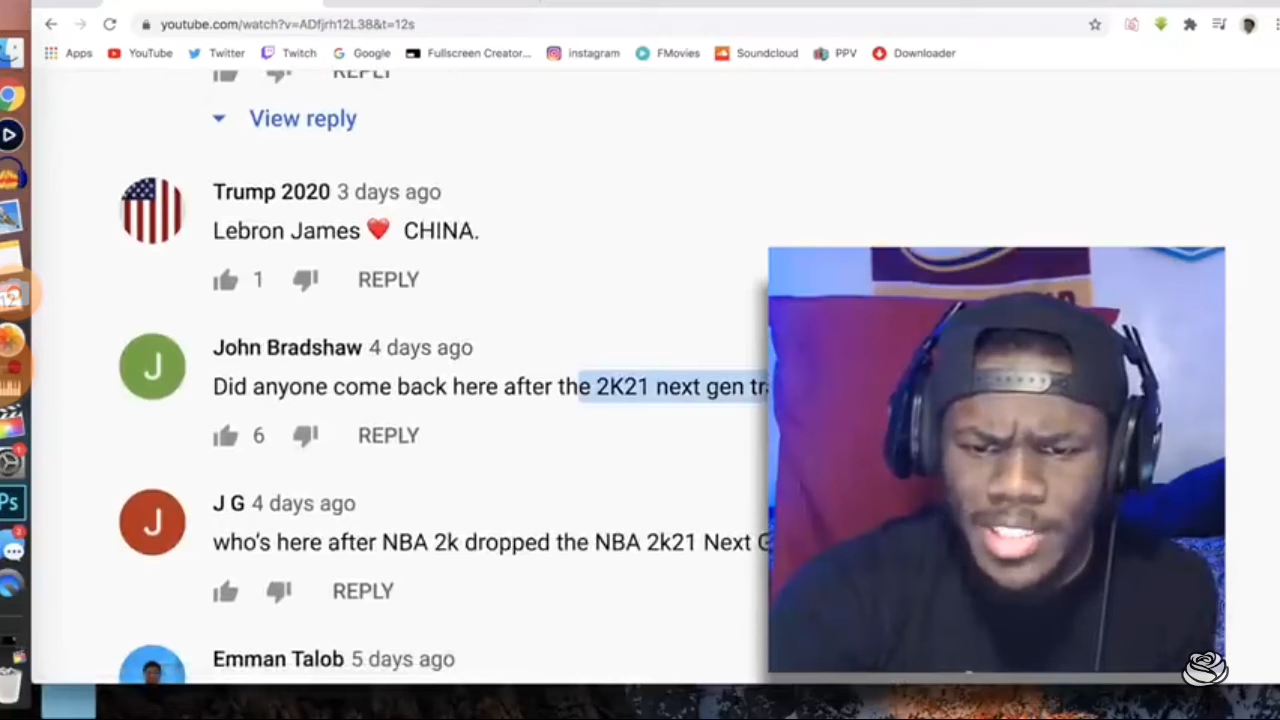 youtube.com/watch?v=ADfjrh12L38&t=12s
Apps YouTube Twitter Twitch Google Fullscreen Creator... instagram FMovies Soundcloud PPV Downloader
REPLY
View reply
Trump 2020 3 days ago
Lebron James ❤️ CHINA.
1 REPLY
John Bradshaw 4 days ago
Did anyone come back here after the 2K21 next gen tra
6 REPLY
J
J G 4 days ago
who's here after NBA 2k dropped the NBA 2k21 Next G
J
REPLY
Emman Talob 5 days ago
Ps